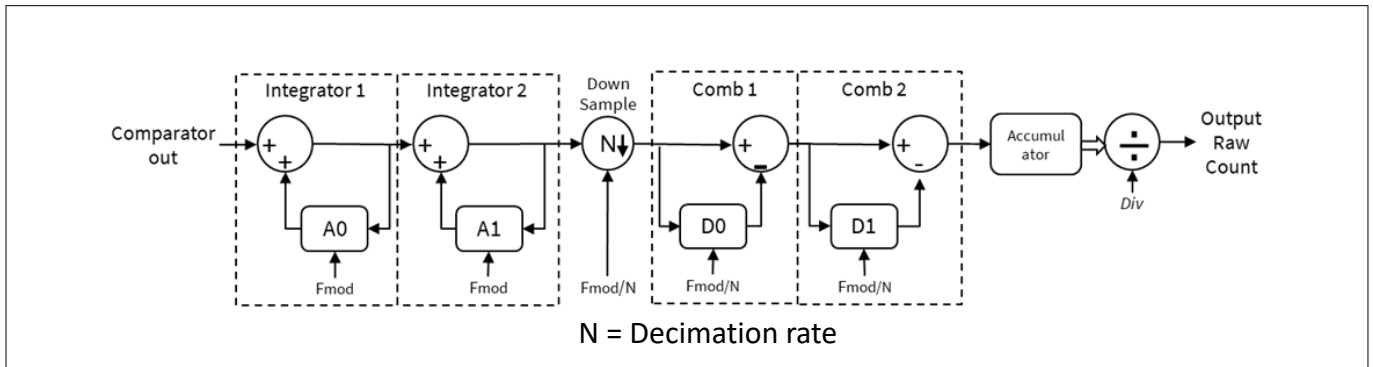 Integrator 1
Integrator 2
Down
Sample
Comb 1
Comb 2
Comparator
out
+
+
+
+
N↓
+
-
+
-
Accumul
ator
÷
Output
Raw
Count
A0
A1
D0
D1
Div
Fmod
Fmod
Fmod/N
Fmod/N
Fmod/N
N = Decimation rate